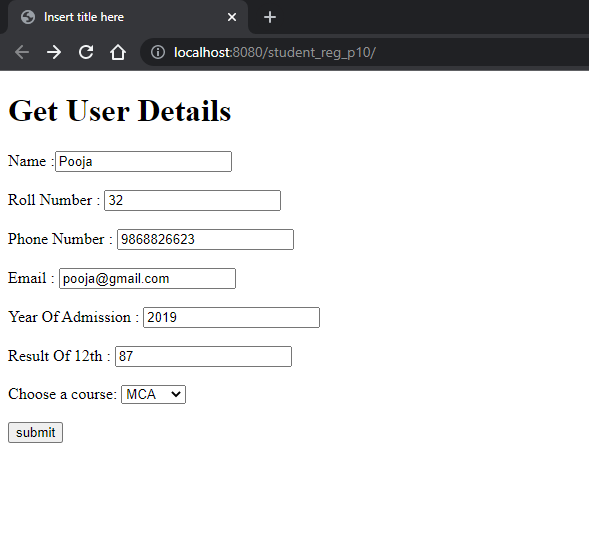 Insert title here
localhost:8080/student_reg_p10/
Get User Details
Name : Pooja
Roll Number : 32
Phone Number : 9868826623
Email : pooja@gmail.com
Year Of Admission : 2019
Result Of 12th : 87
Choose a course: MCA
submit